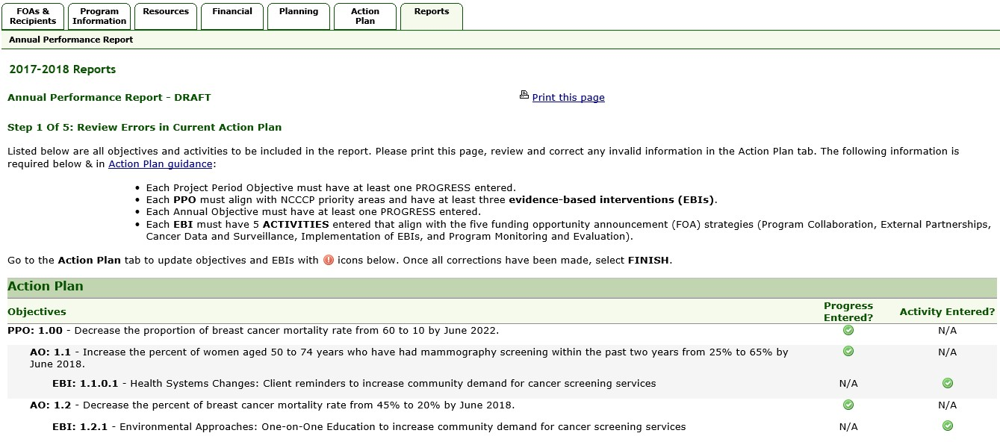 FOAs & Recipients
Program Information
Resources
Financial
Planning
Action Plan
Reports
Annual Performance Report
2017-2018 Reports
Annual Performance Report - DRAFT
Print this page
Step 1 Of 5: Review Errors in Current Action Plan
Listed below are all objectives and activities to be included in the report. Please print this page, review and correct any invalid information in the Action Plan tab. The following information is
required below & in Action Plan guidance:
• Each Project Period Objective must have at least one PROGRESS entered.
• Each PPO must align with NCCCP priority areas and have at least three evidence-based interventions (EBIs).
• Each Annual Objective must have at least one PROGRESS entered.
• Each EBI must have 5 ACTIVITIES entered that align with the five funding opportunity announcement (FOA) strategies (Program Collaboration, External Partnerships,
Cancer Data and Surveillance, Implementation of EBIs, and Program Monitoring and Evaluation).
Go to the Action Plan tab to update objectives and EBIs with icons below. Once all corrections have been made, select FINISH.
Action Plan
Objectives
Progress Entered?
Activity Entered?
PPO: 1.00 - Decrease the proportion of breast cancer mortality rate from 60 to 10 by June 2022.
N/A
AO: 1.1 - Increase the percent of women aged 50 to 74 years who have had mammography screening within the past two years from 25% to 65% by
June 2018.
N/A
EBI: 1.1.0.1 - Health Systems Changes: Client reminders to increase community demand for cancer screening services
N/A
AO: 1.2 - Decrease the percent of breast cancer mortality rate from 45% to 20% by June 2018.
N/A
EBI: 1.2.1 - Environmental Approaches: One-on-One Education to increase community demand for cancer screening services
N/A